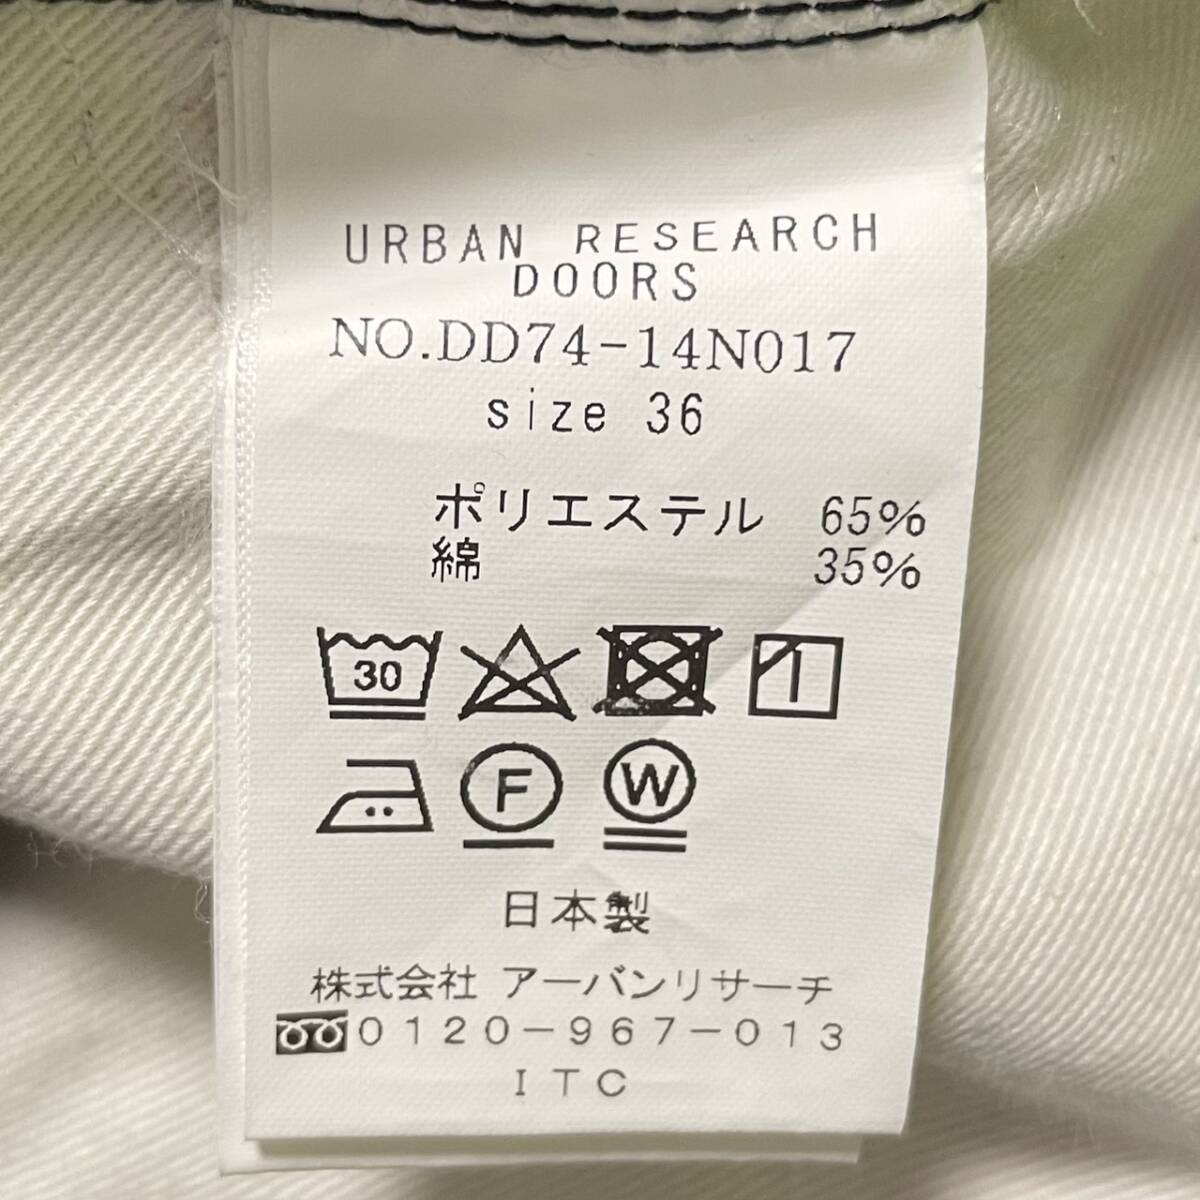 URBAN RESEARCH
DOORS
NO.DD74-14N017
size 36
ポリエステル 65%
綿 35%
30
F W
日本製
株式会社 アーバンリサーチ
0120-967-013
ITC